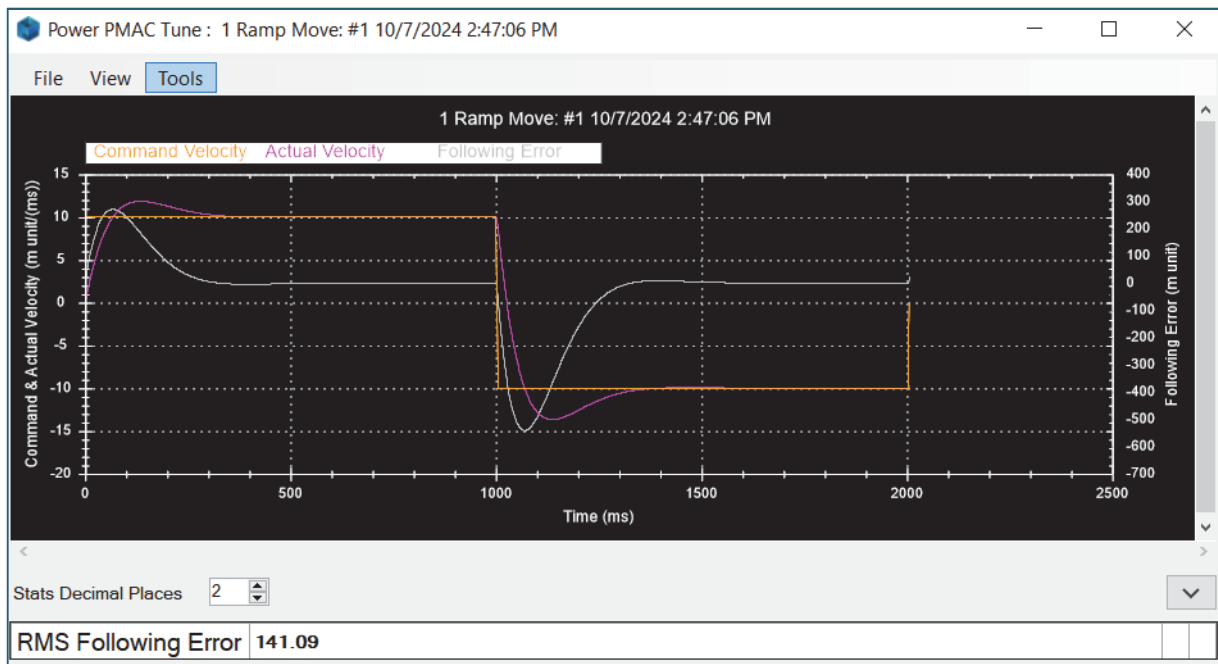 Power PMAC Tune : 1 Ramp Move: #1 10/7/2024 2:47:06 PM
File View Tools
1 Ramp Move: #1 10/7/2024 2:47:06 PM
Command Velocity Actual Velocity Following Error
Command & Actual Velocity (m unit/(ms))
15
10
5
0
-5
-10
-15
-20
400
300
200
100
0
-100
-200
-300
-400
-500
-600
-700
Following Error (m unit)
0 500 1000 1500 2000 2500
Time (ms)
Stats Decimal Places 2
RMS Following Error 141.09